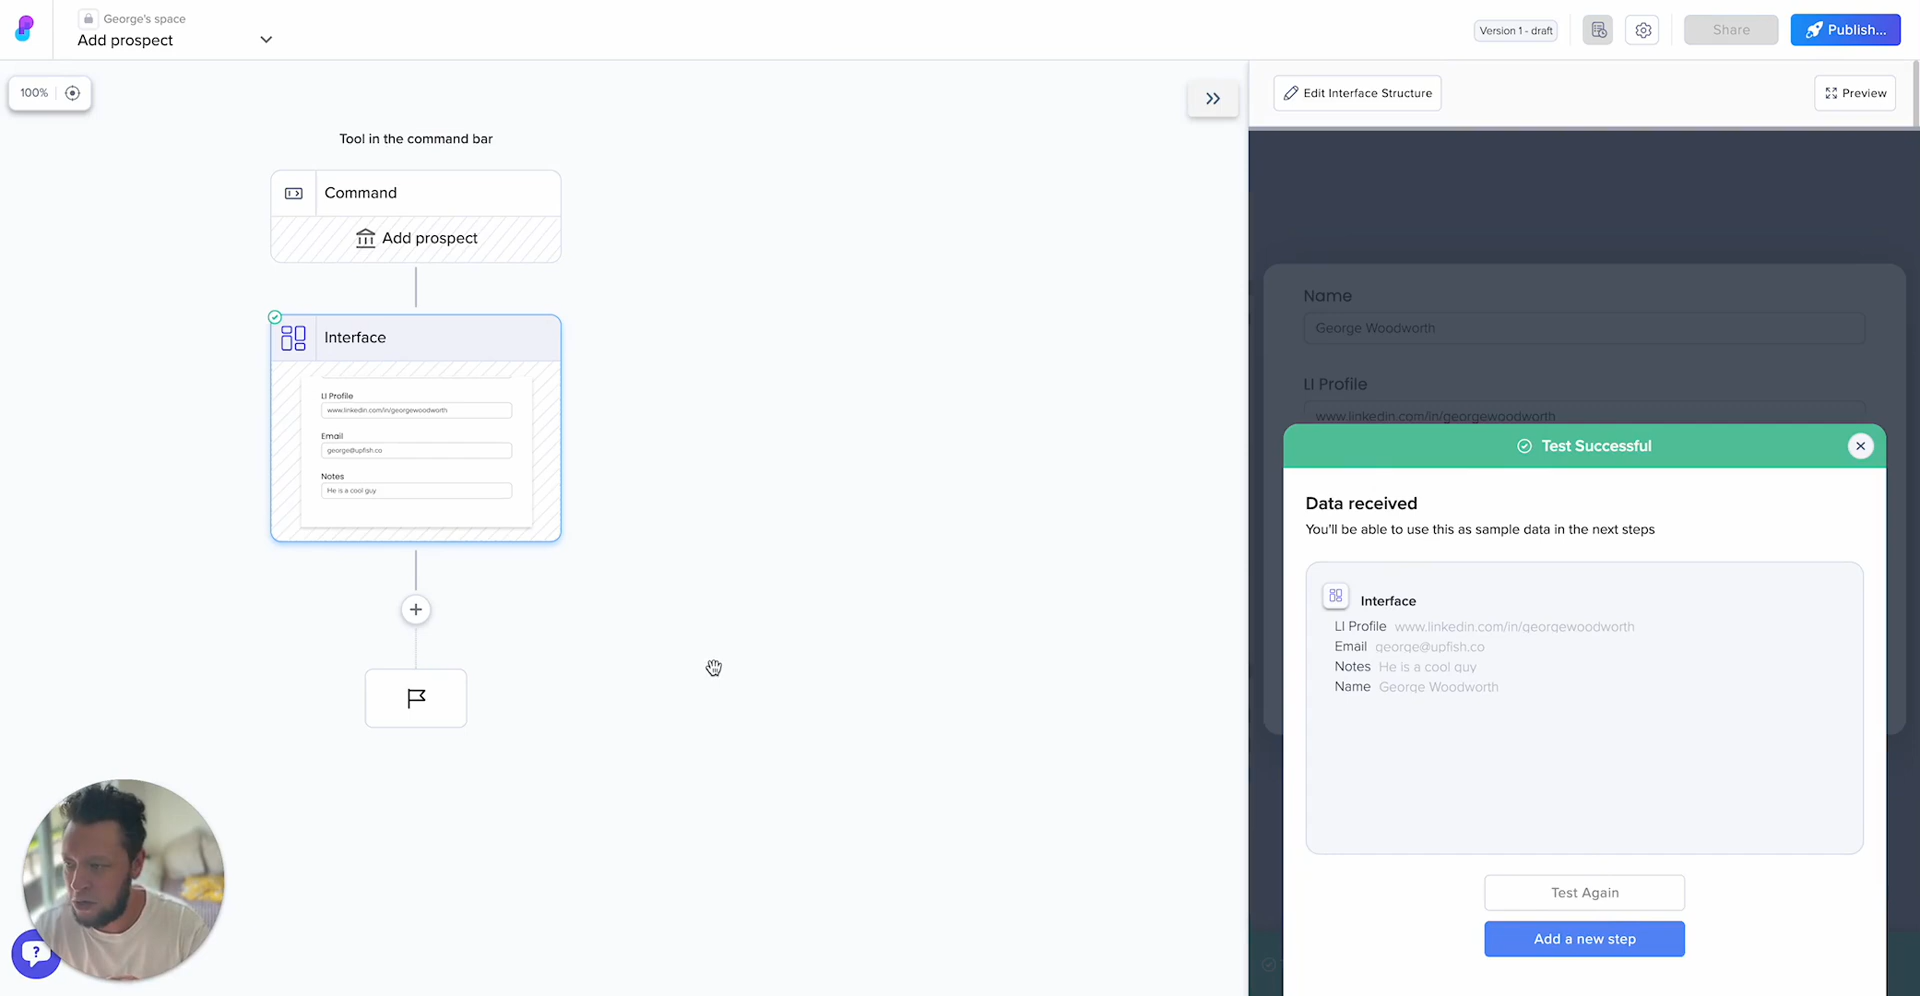 George's space
Add prospect
Version 1 - draft
Share
Publish...
100%
Edit Interface Structure
Preview
Tool in the command bar
Command
Add prospect
Interface
LI Profile
www.linkedin.com/in/georgewoodworth
Email
george@upfish.co
Notes
He is a cool guy
Name
George Woodworth
LI Profile
www.linkedin.com/in/georgewoodworth
Test Successful
Data received
You'll be able to use this as sample data in the next steps
Interface
LI Profile www.linkedin.com/in/georgewoodworth
Email george@upfish.co
Notes He is a cool guy
Name George Woodworth
Test Again
Add a new step
?